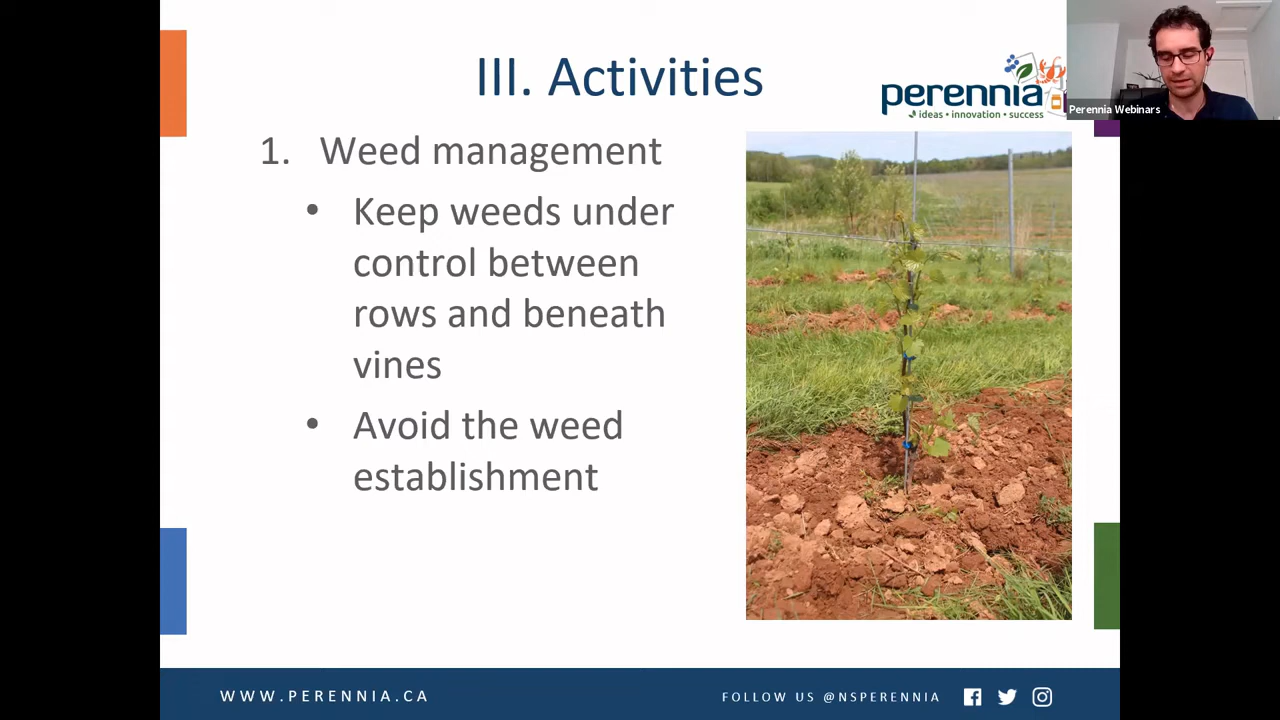 III. Activities
perennia
ideas • innovation • success
Perennia Webinars
1. Weed management
• Keep weeds under
control between
rows and beneath
vines
• Avoid the weed
establishment
WWW.PERENNIA.CA
FOLLOW US @NSPERENNIA